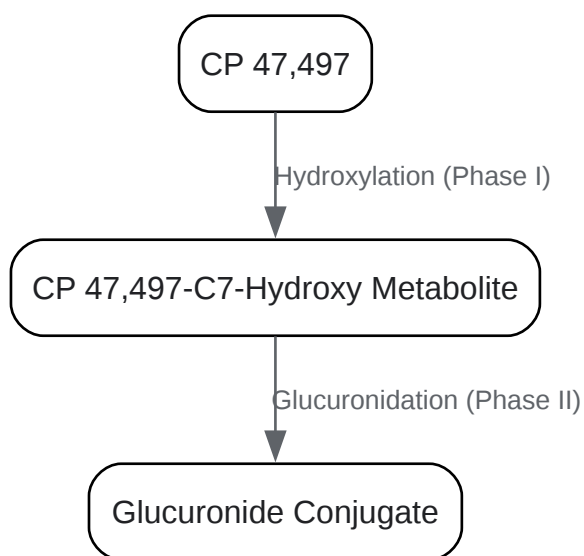 CP 47,497
Hydroxylation (Phase I)
CP 47,497-C7-Hydroxy Metabolite
Glucuronidation (Phase II)
Glucuronide Conjugate